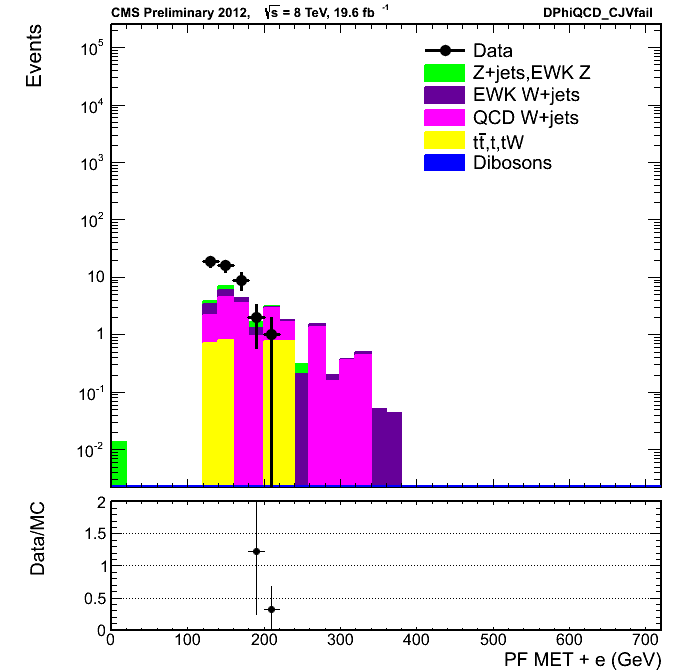 CMS Preliminary 2012, √s = 8 TeV, 19.6 fb⁻¹ DPhiQCD_CJVfail
Events
10⁵
10⁴
10³
10²
10
1
10⁻¹
10⁻²
Data
Z+jets,EWK Z
EWK W+jets
QCD W+jets
tt̄,t,tW
Dibosons
Data/MC
2
1.5
1
0.5
0
0 100 200 300 400 500 600 700
PF MET + e (GeV)